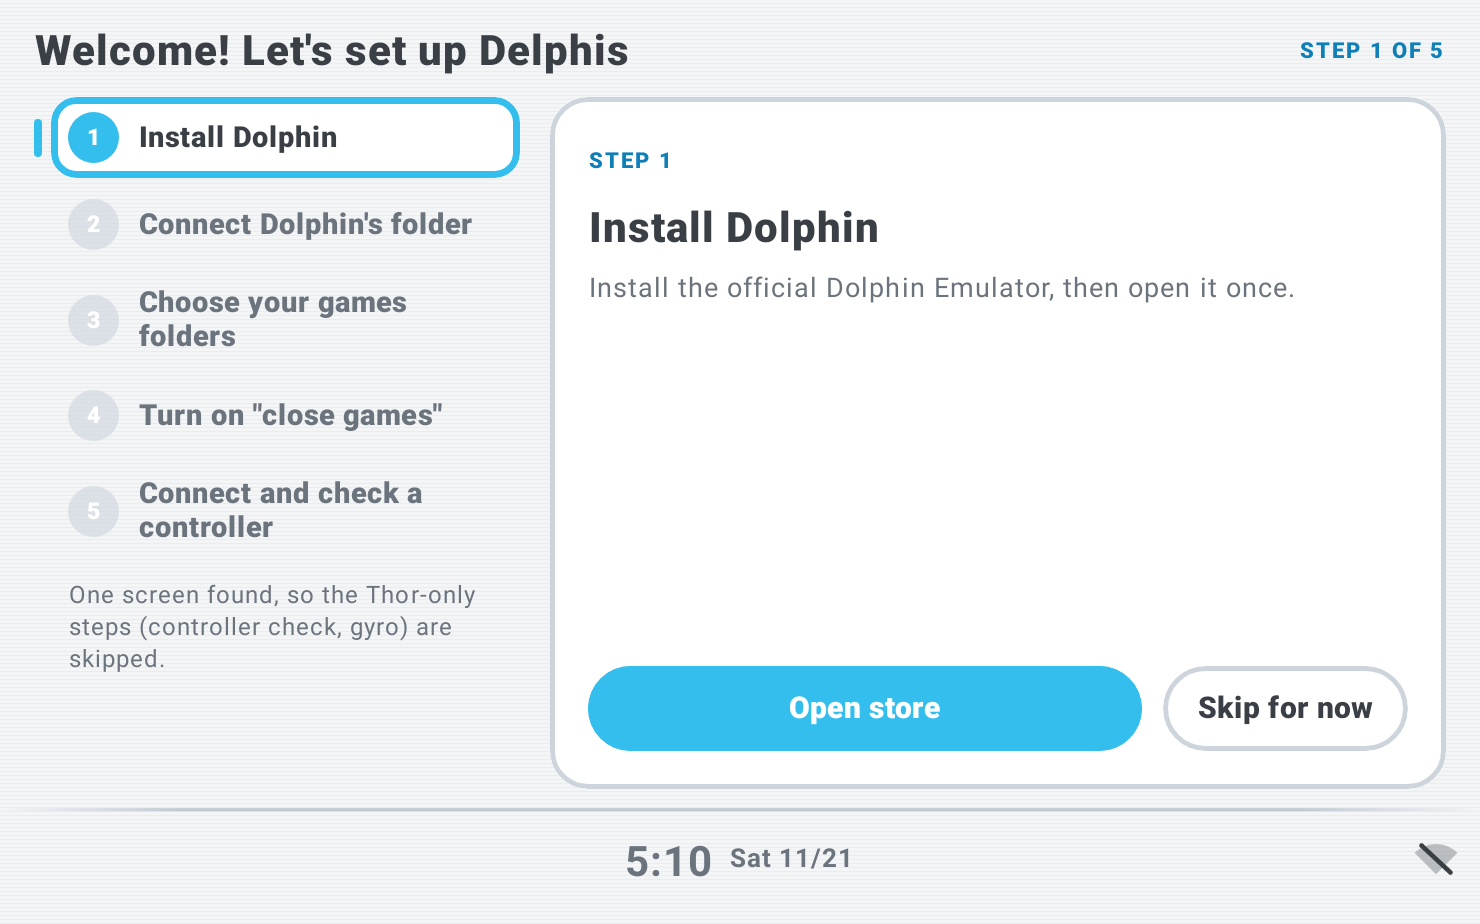 Welcome! Let's set up Delphis
STEP 1 OF 5
1 Install Dolphin
2 Connect Dolphin's folder
3 Choose your games
folders
4 Turn on "close games"
5 Connect and check a
controller
One screen found, so the Thor-only
steps (controller check, gyro) are
skipped.
STEP 1
Install Dolphin
Install the official Dolphin Emulator, then open it once.
Open store
Skip for now
5:10 Sat 11/21